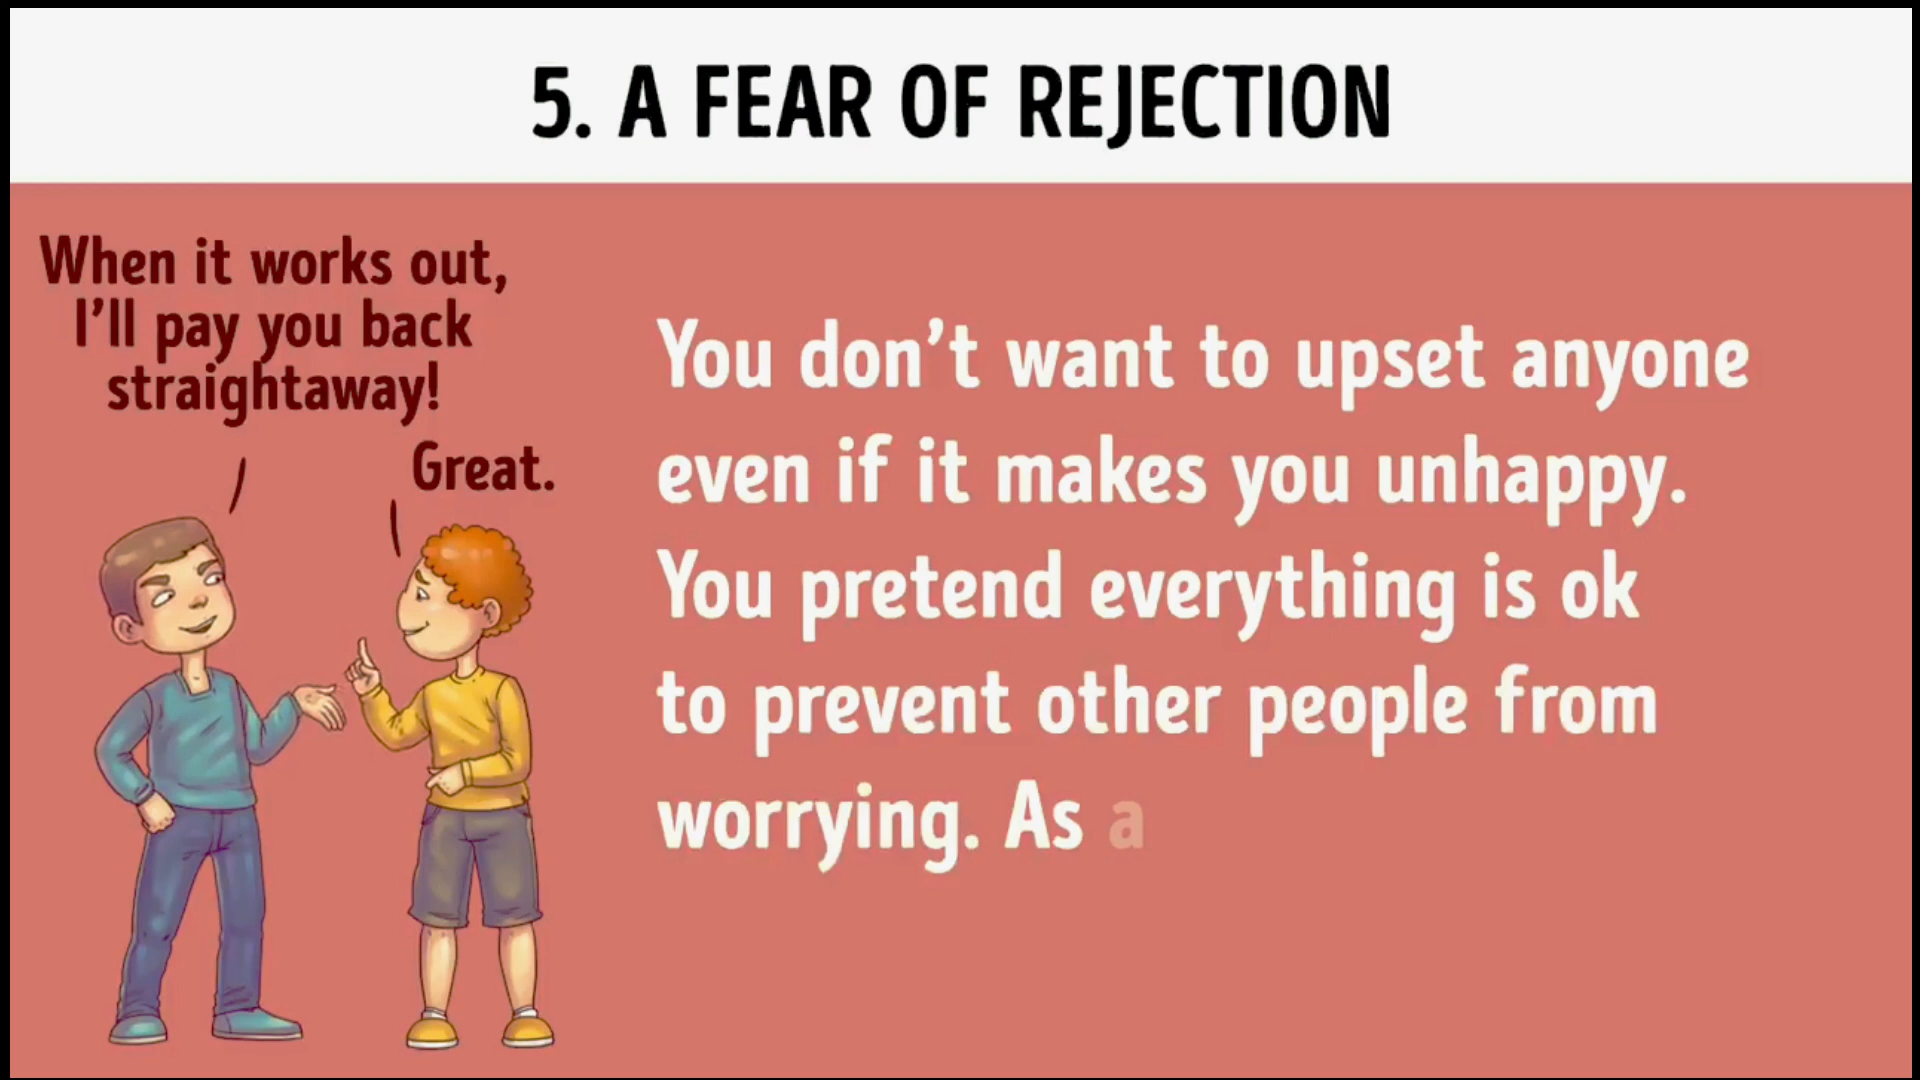 5. A FEAR OF REJECTION
When it works out,
I’ll pay you back
straightaway!
Great.
You don’t want to upset anyone
even if it makes you unhappy.
You pretend everything is ok
to prevent other people from
worrying. As a